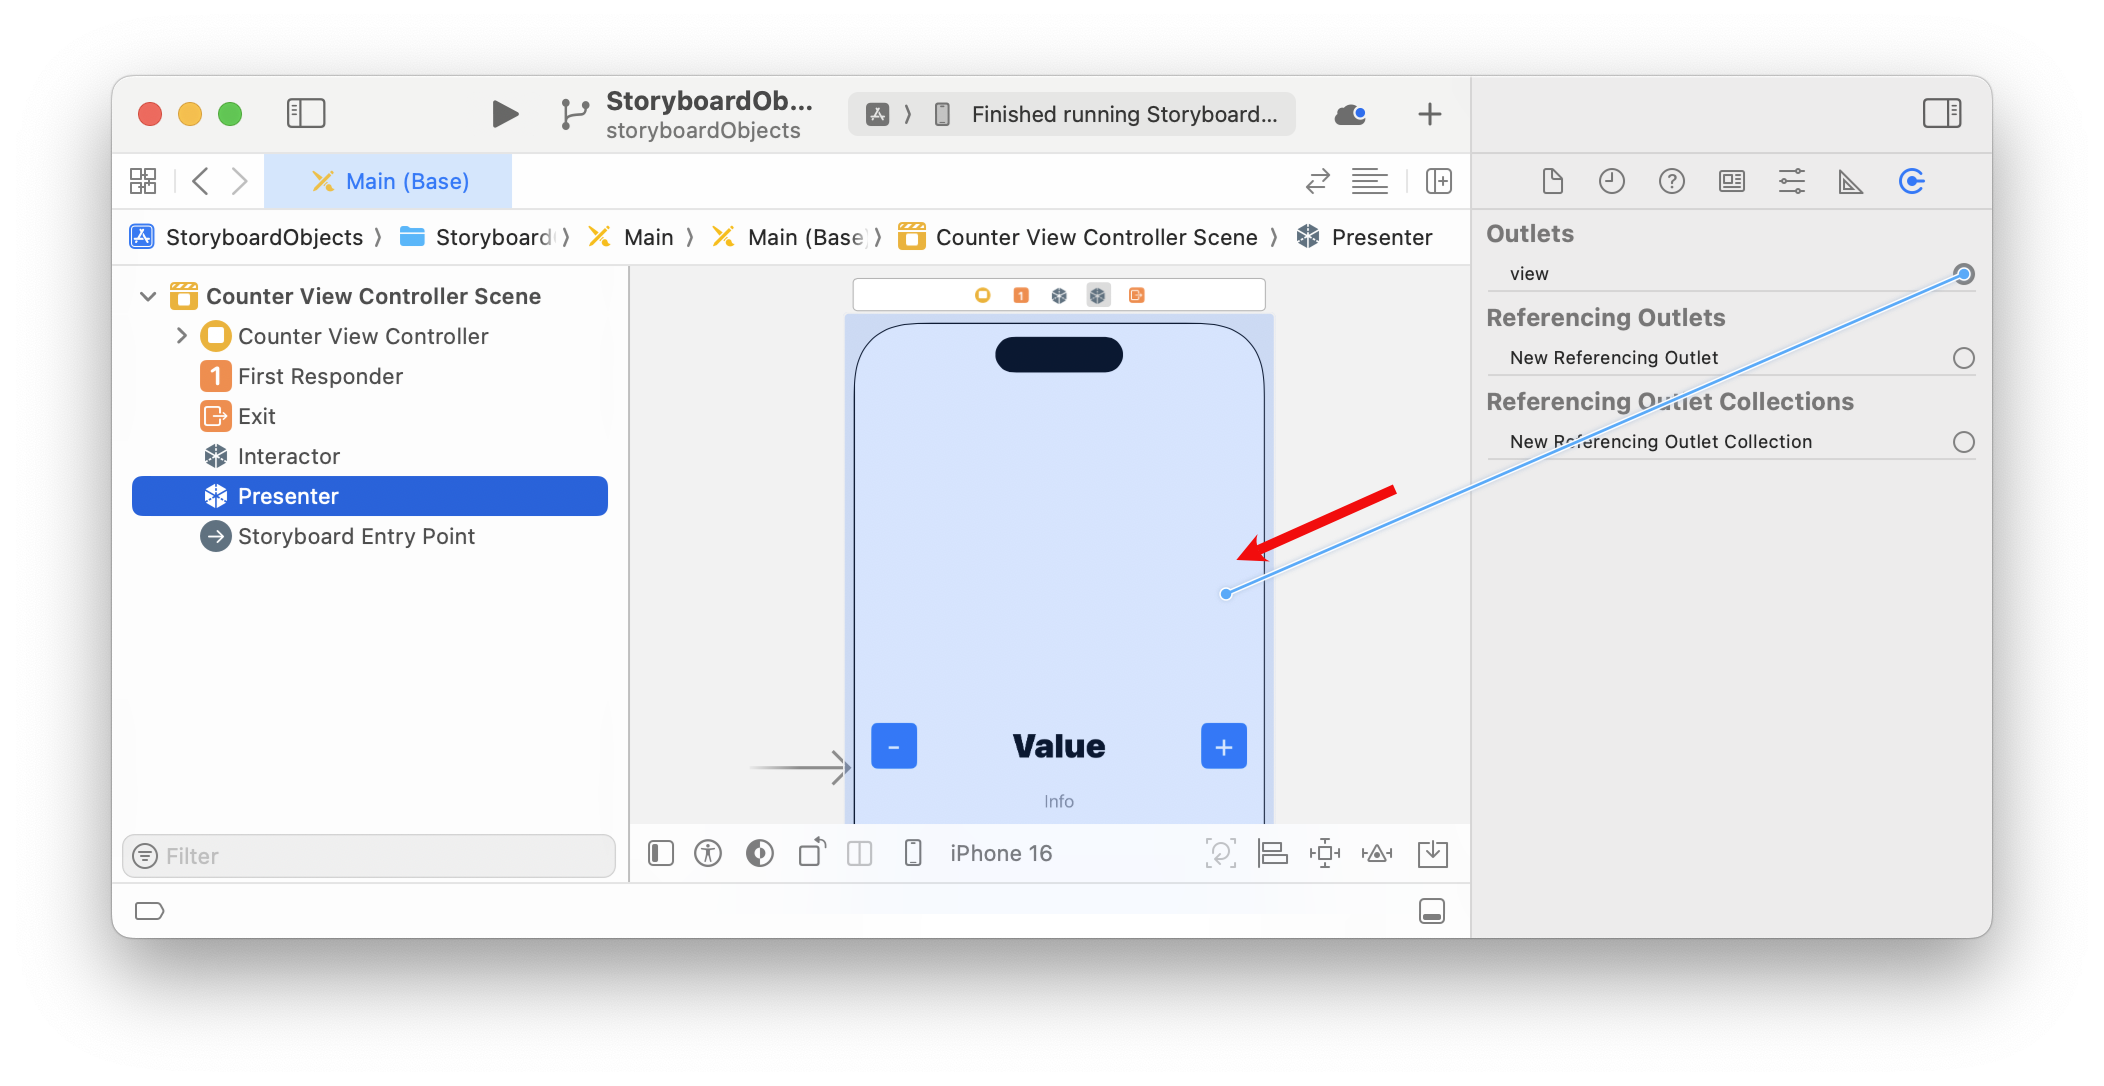 StoryboardOb...
storyboardObjects
Finished running Storyboard...
Main (Base)
StoryboardObjects
Storyboard
Main
Main (Base
Counter View Controller Scene
Presenter
Counter View Controller Scene
Counter View Controller
1 First Responder
Exit
Interactor
Presenter
Storyboard Entry Point
Filter
1
-
Value
+
Info
iPhone 16
Outlets
view
Referencing Outlets
New Referencing Outlet
Referencing Outlet Collections
New Referencing Outlet Collection